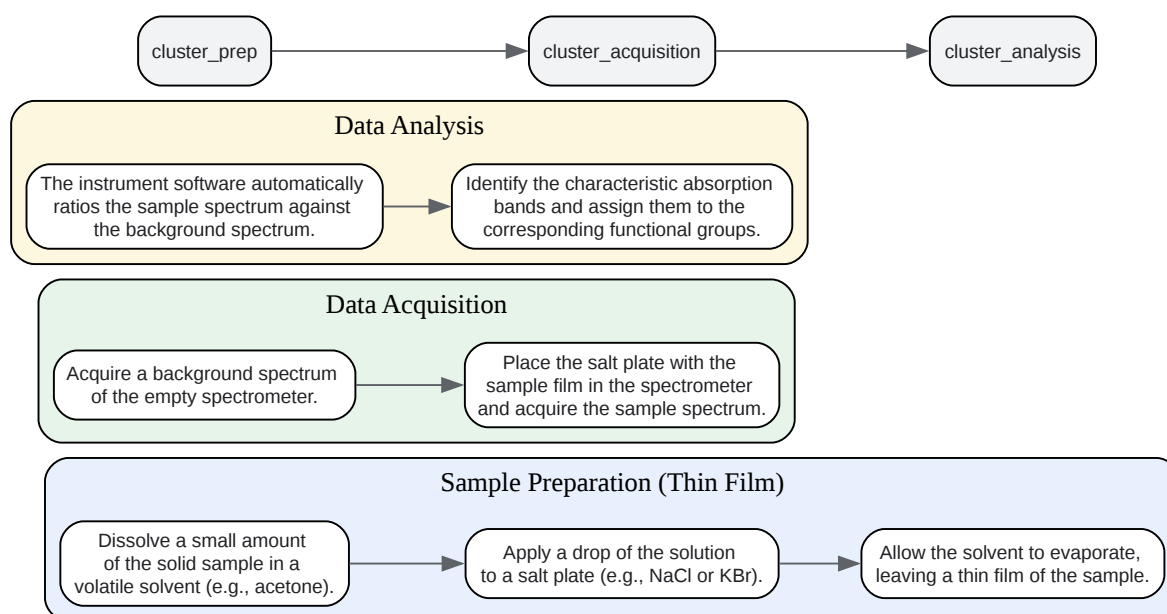 cluster_prep
cluster_acquisition
cluster_analysis
Data Analysis
The instrument software automatically
ratios the sample spectrum against
the background spectrum.
Identify the characteristic absorption
bands and assign them to the
corresponding functional groups.
Data Acquisition
Acquire a background spectrum
of the empty spectrometer.
Place the salt plate with the
sample film in the spectrometer
and acquire the sample spectrum.
Sample Preparation (Thin Film)
Dissolve a small amount
of the solid sample in a
volatile solvent (e.g., acetone).
Apply a drop of the solution
to a salt plate (e.g., NaCl or KBr).
Allow the solvent to evaporate,
leaving a thin film of the sample.